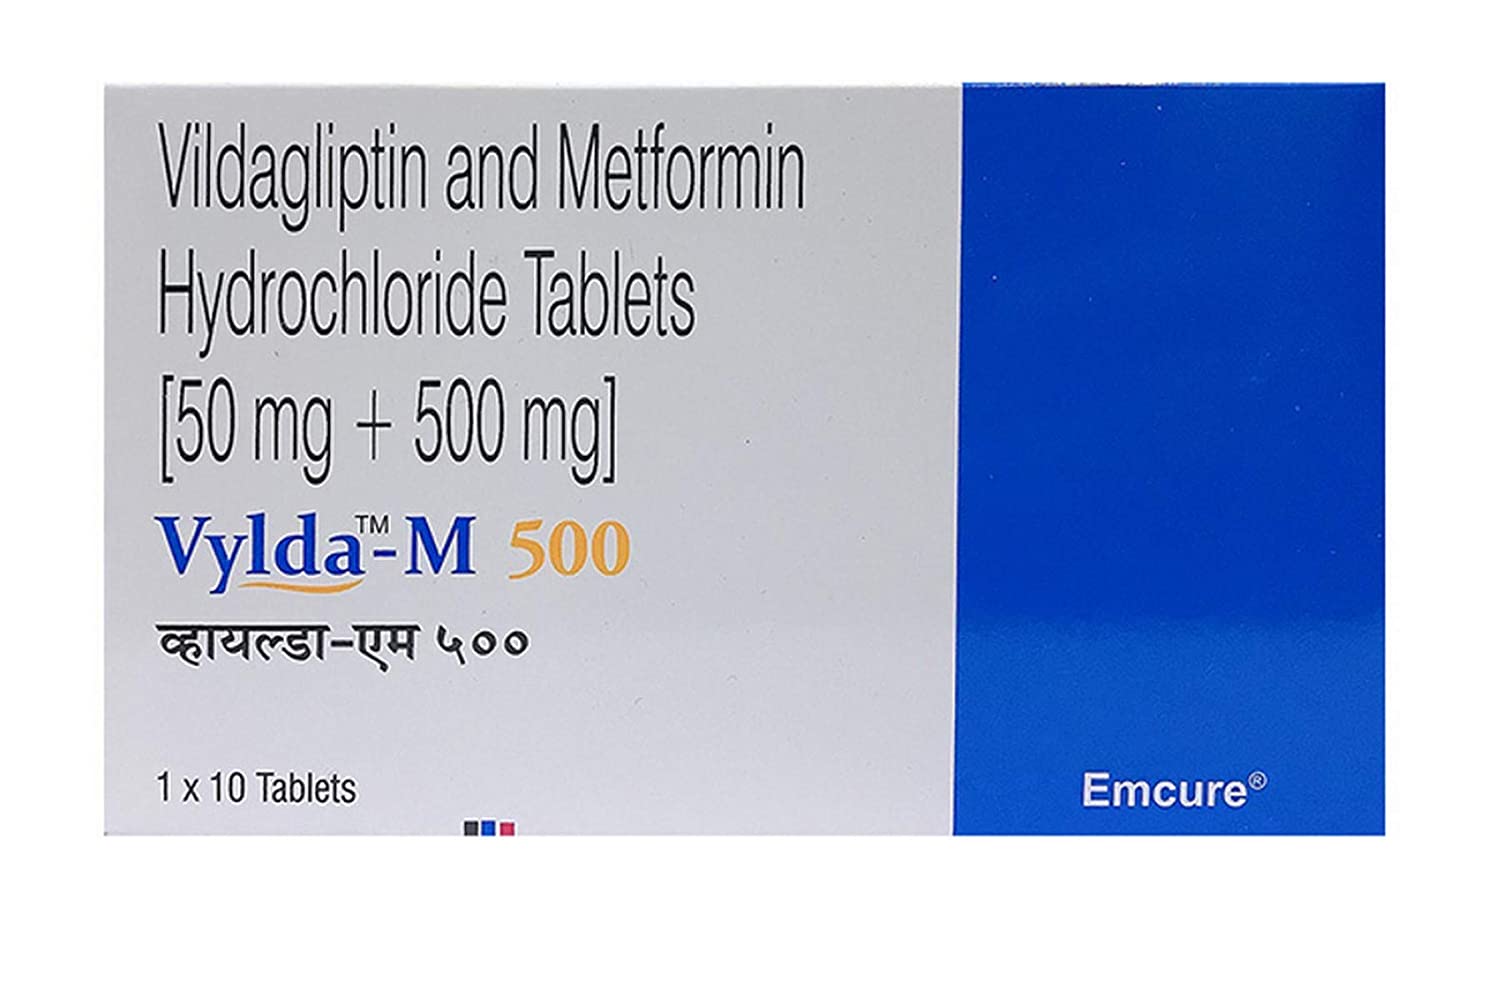 Vildagliptin and Metformin
Hydrochloride Tablets
[50 mg + 500 mg]
Vylda™-M 500
व्हायल्डा-एम ५००
1 x 10 Tablets
Emcure®